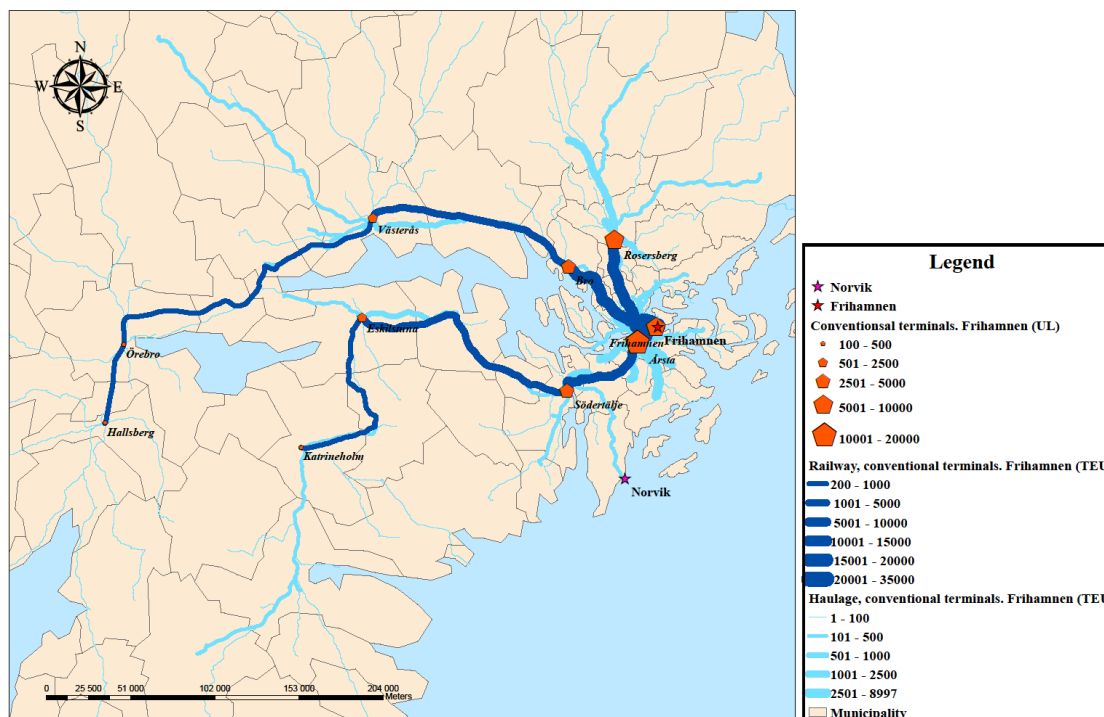 N
W E
S
Västerås
Rosersberg
Bro
Eskilstuna
Frihamnen
Frihamnen
Örebro
Årsta
Södertälje
Hallsberg
Katrineholm
Norvik
0 25 500 51 000 102 000 153 000 204 000
Meters
Legend
Norvik
Frihamnen
Conventionsal terminals. Frihamnen (UL)
100 - 500
501 - 2500
2501 - 5000
5001 - 10000
10001 - 20000
Railway, conventional terminals. Frihamnen (TEU
200 - 1000
1001 - 5000
5001 - 10000
10001 - 15000
15001 - 20000
20001 - 35000
Haulage, conventional terminals. Frihamnen (TEU
1 - 100
101 - 500
501 - 1000
1001 - 2500
2501 - 8997
Municipality